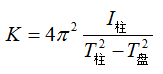 K = 4π² I柱 / (T柱² − T盘²)